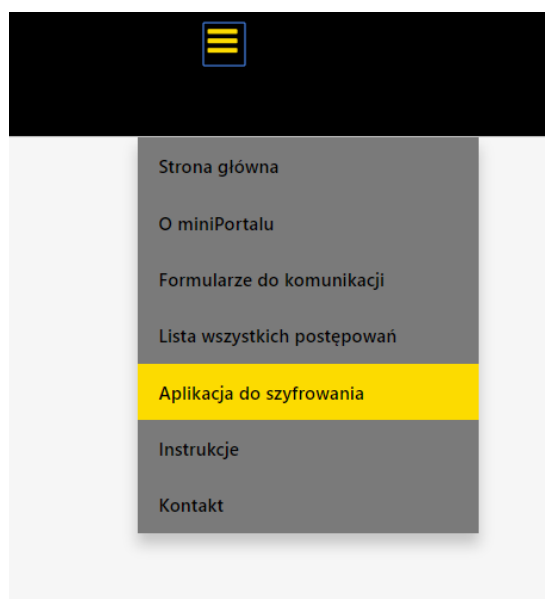 Strona główna
O miniPortalu
Formularze do komunikacji
Lista wszystkich postępowań
Aplikacja do szyfrowania
Instrukcje
Kontakt